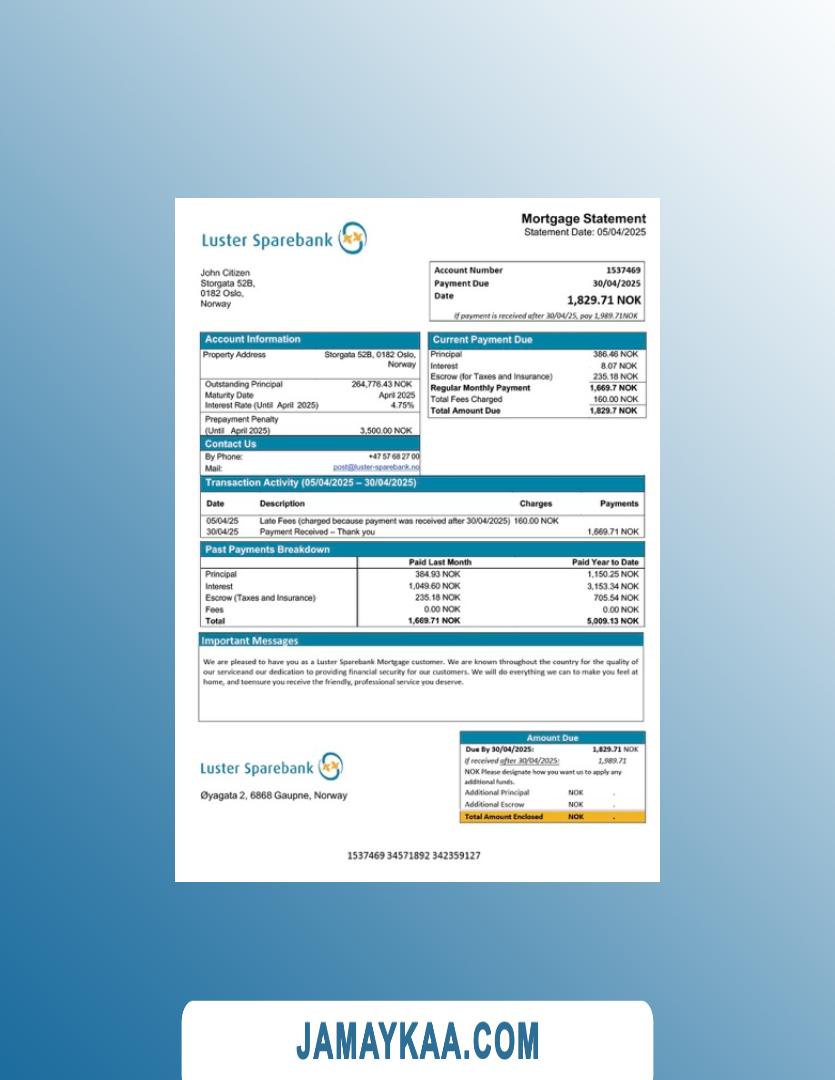 Luster Sparebank
Mortgage Statement
Statement Date: 05/04/2025
John Citizen
Storgata 52B,
0182 Oslo,
Norway
Account Number 1537469
Payment Due 30/04/2025
Date
1,829.71 NOK
If payment is received after 30/04/25, pay 1,989.71NOK
Account Information
Property Address Storgata 52B, 0182 Oslo,
Norway
Outstanding Principal 264,776.43 NOK
Maturity Date April 2025
Interest Rate (Until April 2025) 4.75%
Prepayment Penalty
(Until April 2025) 3,500.00 NOK
Contact Us
By Phone: +47 57 68 27 00
Mail: post@luster-sparebank.no
Current Payment Due
Principal 386.46 NOK
Interest 8.07 NOK
Escrow (for Taxes and Insurance) 235.18 NOK
Regular Monthly Payment 1,669.7 NOK
Total Fees Charged 160.00 NOK
Total Amount Due 1,829.7 NOK
Transaction Activity (05/04/2025 – 30/04/2025)
Date Description Charges Payments
05/04/25 Late Fees (charged because payment was received after 30/04/2025) 160.00 NOK
30/04/25 Payment Received – Thank you 1,669.71 NOK
Past Payments Breakdown
Paid Last Month Paid Year to Date
Principal 384.93 NOK 1,150.25 NOK
Interest 1,049.60 NOK 3,153.34 NOK
Escrow (Taxes and Insurance) 235.18 NOK 705.54 NOK
Fees 0.00 NOK 0.00 NOK
Total 1,669.71 NOK 5,009.13 NOK
Important Messages
We are pleased to have you as a Luster Sparebank Mortgage customer. We are known throughout the country for the quality of
our serviceand our dedication to providing financial security for our customers. We will do everything we can to make you feel at
home, and toensure you receive the friendly, professional service you deserve.
Luster Sparebank
Øyagata 2, 6868 Gaupne, Norway
Amount Due
Due By 30/04/2025: 1,829.71 NOK
If received after 30/04/2025: 1,989.71
NOK Please designate how you want us to apply any
additional funds.
Additional Principal NOK .
Additional Escrow NOK .
Total Amount Enclosed NOK .
1537469 34571892 342359127
JAMAYKAA.COM